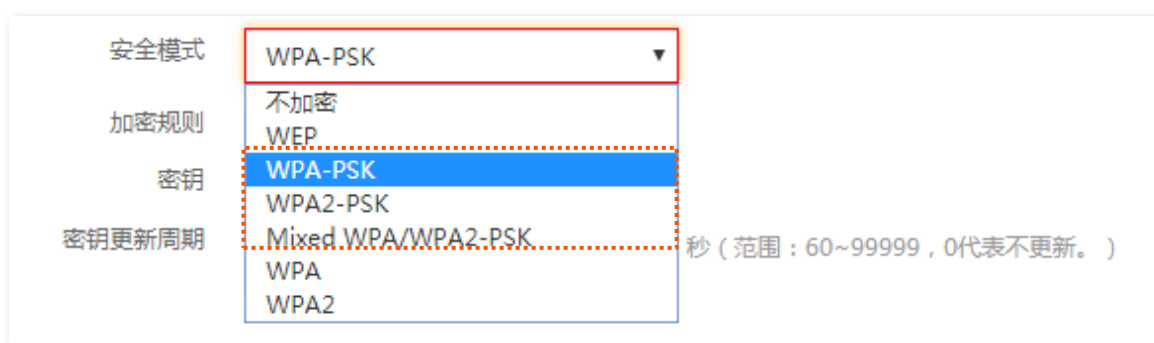 安全模式 WPA-PSK
不加密
加密规则
WEP
WPA-PSK
密钥
WPA2-PSK
密钥更新周期 Mixed WPA/WPA2-PSK 秒（范围：60~99999，0代表不更新。）
WPA
WPA2